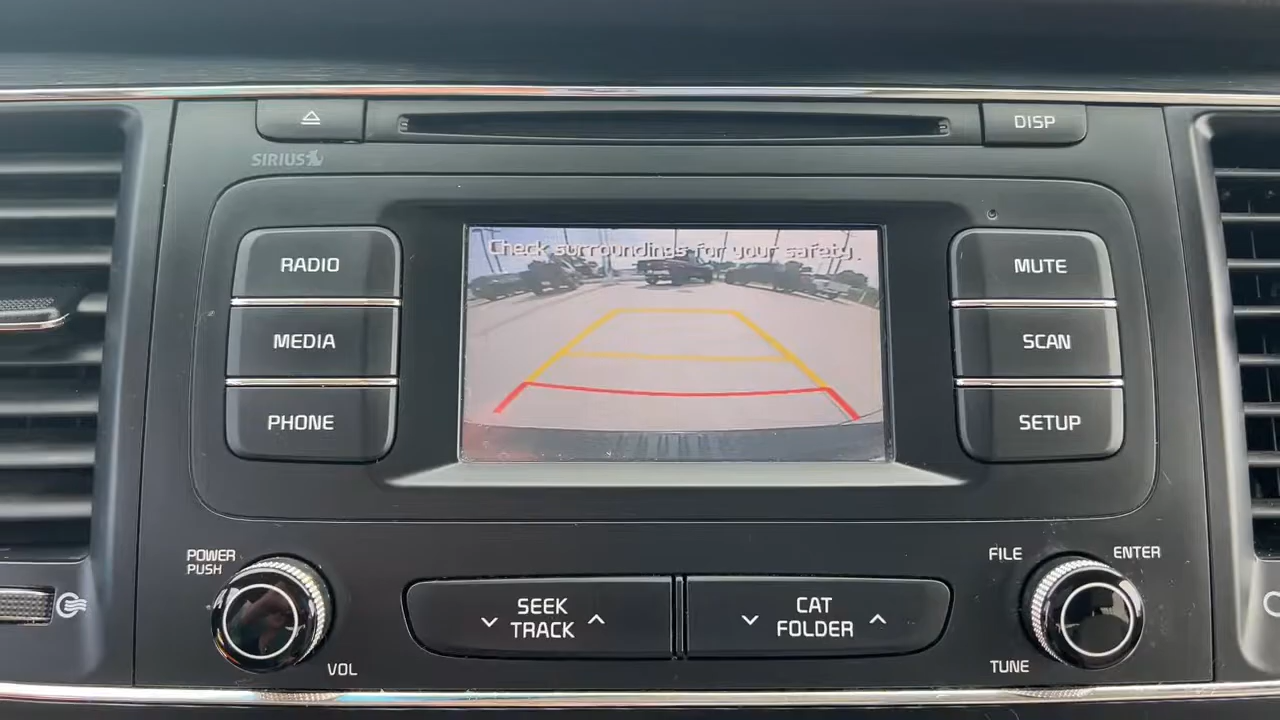 DISP
SIRIUS
Check surroundings for your safety
RADIO
MUTE
MEDIA
SCAN
PHONE
SETUP
POWER
PUSH
VOL
SEEK
TRACK
CAT
FOLDER
FILE
ENTER
TUNE